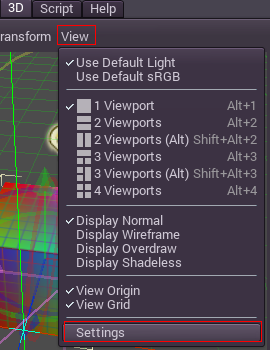 3D Script Help
ransform View
Use Default Light
Use Default sRGB
1 Viewport Alt+1
2 Viewports Alt+2
2 Viewports (Alt) Shift+Alt+2
3 Viewports Alt+3
3 Viewports (Alt) Shift+Alt+3
4 Viewports Alt+4
Display Normal
Display Wireframe
Display Overdraw
Display Shadeless
View Origin
View Grid
Settings